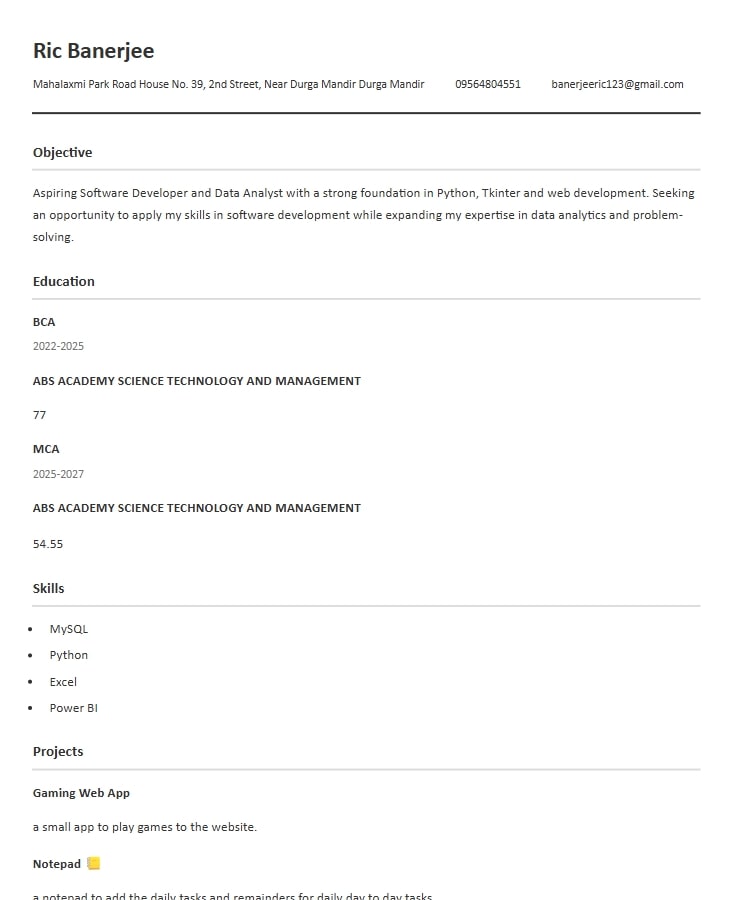 Ric Banerjee
Mahalaxmi Park Road House No. 39, 2nd Street, Near Durga Mandir Durga Mandir 09564804551 banerjeeric123@gmail.com
Objective
Aspiring Software Developer and Data Analyst with a strong foundation in Python, Tkinter and web development. Seeking
an opportunity to apply my skills in software development while expanding my expertise in data analytics and problem-
solving.
Education
BCA
2022-2025
ABS ACADEMY SCIENCE TECHNOLOGY AND MANAGEMENT
77
MCA
2025-2027
ABS ACADEMY SCIENCE TECHNOLOGY AND MANAGEMENT
54.55
Skills
• MySQL
• Python
• Excel
• Power BI
Projects
Gaming Web App
a small app to play games to the website.
Notepad 📒
a notepad to add the daily tasks and remainders for daily day to day tasks